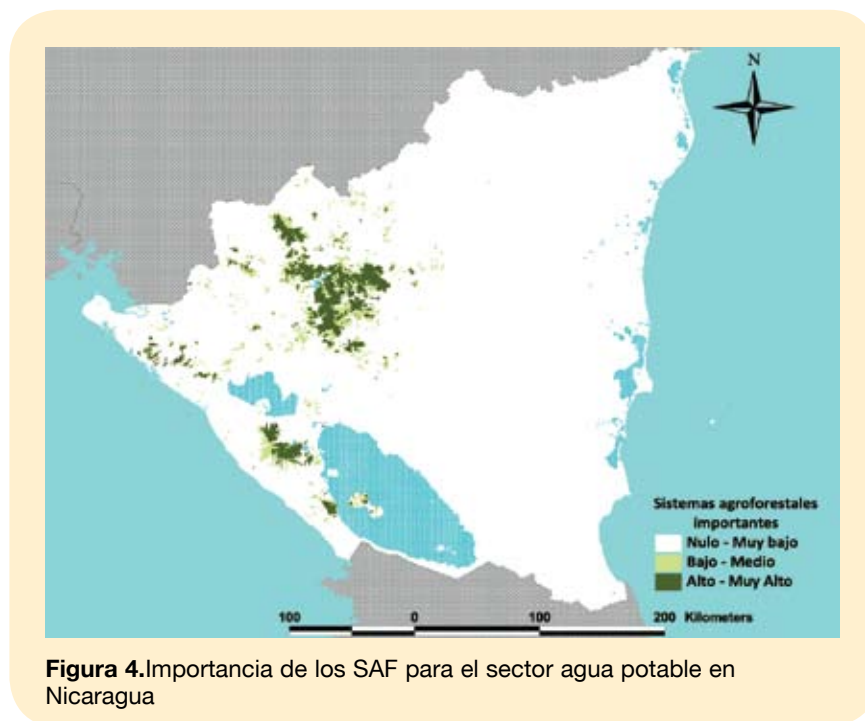 N
Sistemas agroforestales
importantes
Nulo - Muy bajo
Bajo - Medio
Alto - Muy Alto
100 0 100 200 Kilometers
Figura 4.Importancia de los SAF para el sector agua potable en
Nicaragua